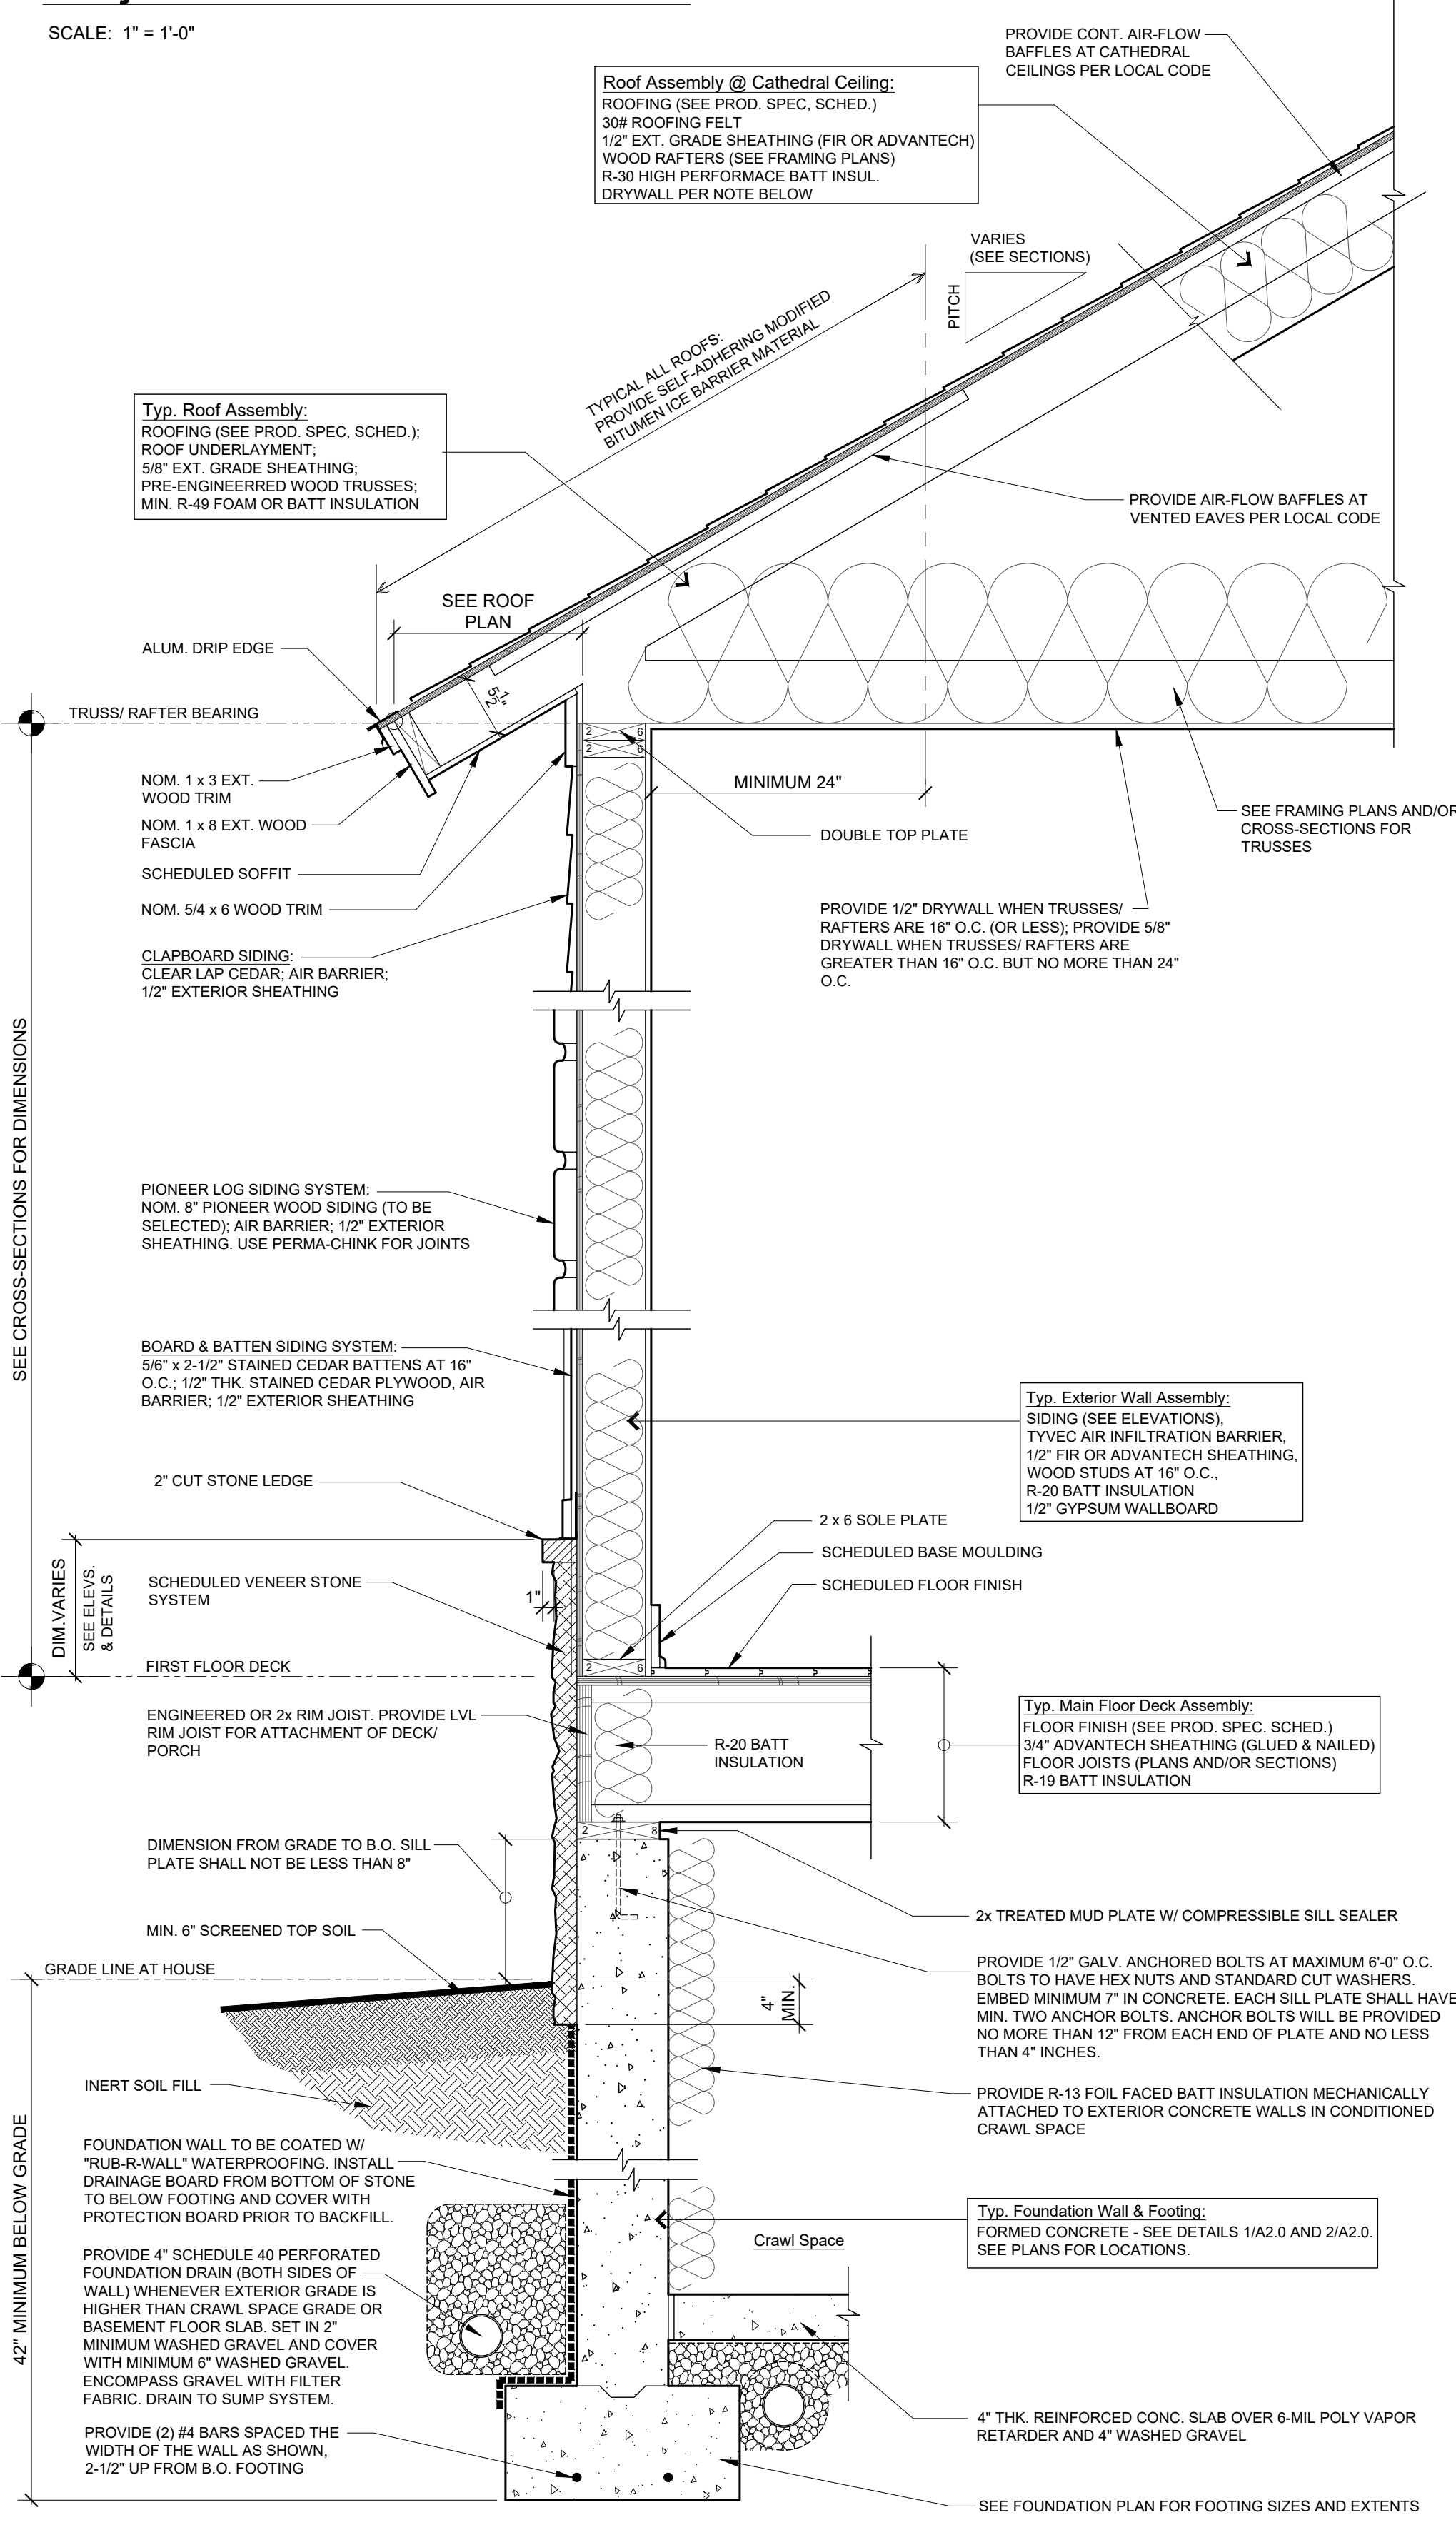 SCALE: 1" = 1'-0"
PROVIDE CONT. AIR-FLOW
BAFFLES AT CATHEDRAL
CEILINGS PER LOCAL CODE
Roof Assembly @ Cathedral Ceiling:
ROOFING (SEE PROD. SPEC, SCHED.)
30# ROOFING FELT
1/2" EXT. GRADE SHEATHING (FIR OR ADVANTECH)
WOOD RAFTERS (SEE FRAMING PLANS)
R-30 HIGH PERFORMACE BATT INSUL.
DRYWALL PER NOTE BELOW
VARIES
(SEE SECTIONS)
PITCH
TYPICAL ALL ROOFS:
PROVIDE SELF-ADHERING MODIFIED
BITUMEN ICE BARRIER MATERIAL
Typ. Roof Assembly:
ROOFING (SEE PROD. SPEC, SCHED.);
ROOF UNDERLAYMENT;
5/8" EXT. GRADE SHEATHING;
PRE-ENGINEERRED WOOD TRUSSES;
MIN. R-49 FOAM OR BATT INSULATION
PROVIDE AIR-FLOW BAFFLES AT
VENTED EAVES PER LOCAL CODE
SEE ROOF
PLAN
ALUM. DRIP EDGE
5 1/2"
TRUSS/ RAFTER BEARING
2 6
2 6
NOM. 1 x 3 EXT.
WOOD TRIM
MINIMUM 24"
NOM. 1 x 8 EXT. WOOD
FASCIA
DOUBLE TOP PLATE
SEE FRAMING PLANS AND/OR
CROSS-SECTIONS FOR
TRUSSES
SCHEDULED SOFFIT
NOM. 5/4 x 6 WOOD TRIM
PROVIDE 1/2" DRYWALL WHEN TRUSSES/
RAFTERS ARE 16" O.C. (OR LESS); PROVIDE 5/8"
DRYWALL WHEN TRUSSES/ RAFTERS ARE
GREATER THAN 16" O.C. BUT NO MORE THAN 24"
O.C.
CLAPBOARD SIDING:
CLEAR LAP CEDAR; AIR BARRIER;
1/2" EXTERIOR SHEATHING
SEE CROSS-SECTIONS FOR DIMENSIONS
PIONEER LOG SIDING SYSTEM:
NOM. 8" PIONEER WOOD SIDING (TO BE
SELECTED); AIR BARRIER; 1/2" EXTERIOR
SHEATHING. USE PERMA-CHINK FOR JOINTS
BOARD & BATTEN SIDING SYSTEM:
5/6" x 2-1/2" STAINED CEDAR BATTENS AT 16"
O.C.; 1/2" THK. STAINED CEDAR PLYWOOD, AIR
BARRIER; 1/2" EXTERIOR SHEATHING
Typ. Exterior Wall Assembly:
SIDING (SEE ELEVATIONS),
TYVEC AIR INFILTRATION BARRIER,
1/2" FIR OR ADVANTECH SHEATHING,
WOOD STUDS AT 16" O.C.,
R-20 BATT INSULATION
1/2" GYPSUM WALLBOARD
2" CUT STONE LEDGE
2 x 6 SOLE PLATE
SCHEDULED BASE MOULDING
SCHEDULED FLOOR FINISH
DIM.VARIES
SEE ELEVS.
& DETAILS
SCHEDULED VENEER STONE
SYSTEM
1"
2 6
FIRST FLOOR DECK
ENGINEERED OR 2x RIM JOIST. PROVIDE LVL
RIM JOIST FOR ATTACHMENT OF DECK/
PORCH
R-20 BATT
INSULATION
Typ. Main Floor Deck Assembly:
FLOOR FINISH (SEE PROD. SPEC. SCHED.)
3/4" ADVANTECH SHEATHING (GLUED & NAILED)
FLOOR JOISTS (PLANS AND/OR SECTIONS)
R-19 BATT INSULATION
2 8
DIMENSION FROM GRADE TO B.O. SILL
PLATE SHALL NOT BE LESS THAN 8"
2x TREATED MUD PLATE W/ COMPRESSIBLE SILL SEALER
MIN. 6" SCREENED TOP SOIL
GRADE LINE AT HOUSE
PROVIDE 1/2" GALV. ANCHORED BOLTS AT MAXIMUM 6'-0" O.C.
BOLTS TO HAVE HEX NUTS AND STANDARD CUT WASHERS.
EMBED MINIMUM 7" IN CONCRETE. EACH SILL PLATE SHALL HAVE
MIN. TWO ANCHOR BOLTS. ANCHOR BOLTS WILL BE PROVIDED
NO MORE THAN 12" FROM EACH END OF PLATE AND NO LESS
THAN 4" INCHES.
4"
MIN.
INERT SOIL FILL
PROVIDE R-13 FOIL FACED BATT INSULATION MECHANICALLY
ATTACHED TO EXTERIOR CONCRETE WALLS IN CONDITIONED
CRAWL SPACE
42" MINIMUM BELOW GRADE
FOUNDATION WALL TO BE COATED W/
"RUB-R-WALL" WATERPROOFING. INSTALL
DRAINAGE BOARD FROM BOTTOM OF STONE
TO BELOW FOOTING AND COVER WITH
PROTECTION BOARD PRIOR TO BACKFILL.
Typ. Foundation Wall & Footing:
FORMED CONCRETE - SEE DETAILS 1/A2.0 AND 2/A2.0.
SEE PLANS FOR LOCATIONS.
Crawl Space
PROVIDE 4" SCHEDULE 40 PERFORATED
FOUNDATION DRAIN (BOTH SIDES OF
WALL) WHENEVER EXTERIOR GRADE IS
HIGHER THAN CRAWL SPACE GRADE OR
BASEMENT FLOOR SLAB. SET IN 2"
MINIMUM WASHED GRAVEL AND COVER
WITH MINIMUM 6" WASHED GRAVEL.
ENCOMPASS GRAVEL WITH FILTER
FABRIC. DRAIN TO SUMP SYSTEM.
4" THK. REINFORCED CONC. SLAB OVER 6-MIL POLY VAPOR
RETARDER AND 4" WASHED GRAVEL
PROVIDE (2) #4 BARS SPACED THE
WIDTH OF THE WALL AS SHOWN,
2-1/2" UP FROM B.O. FOOTING
SEE FOUNDATION PLAN FOR FOOTING SIZES AND EXTENTS